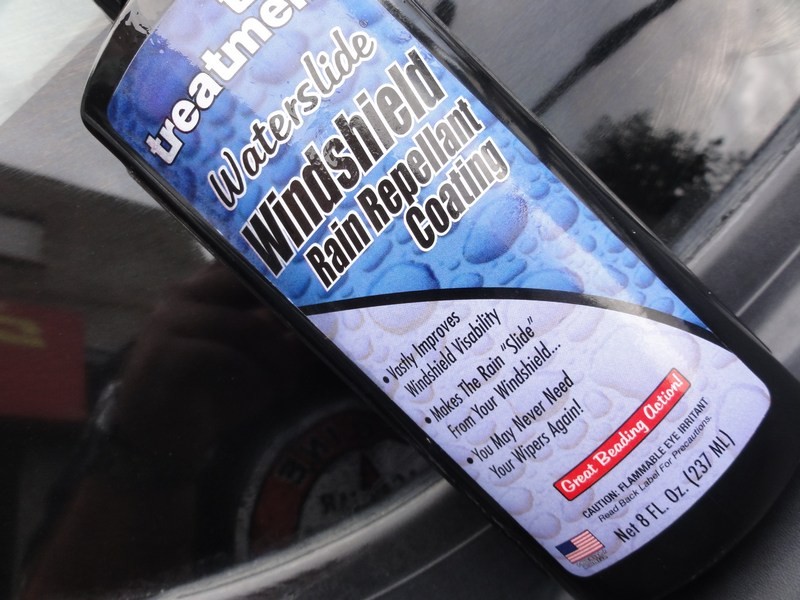 treatment
Waterslide
Windshield
Rain Repellant
Coating
• Vastly Improves
Windshield Visability
• Makes The Rain "Slide"
From Your Windshield...
• You May Never Need
Your Wipers Again!
Great Beading Action!
CAUTION: FLAMMABLE EYE IRRITANT
Read Back Label For Precautions.
Net 8 FL. Oz. (237 ML)